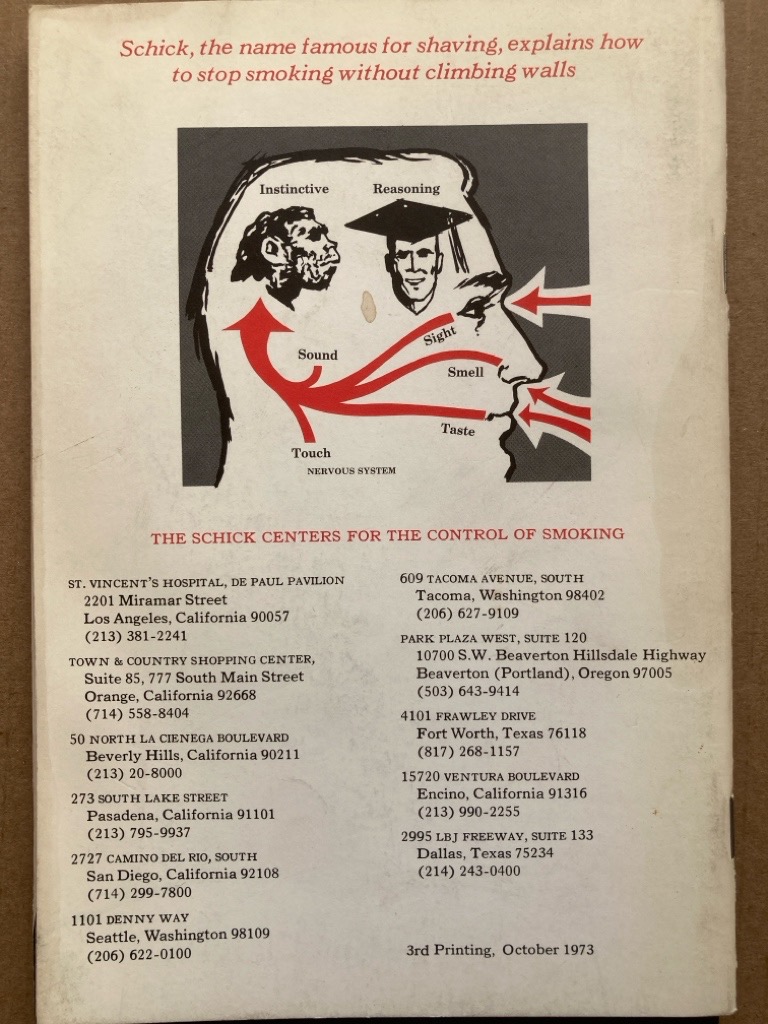 Schick, the name famous for shaving, explains how
to stop smoking without climbing walls
Instinctive
Reasoning
Sight
Sound
Smell
Taste
Touch
NERVOUS SYSTEM
THE SCHICK CENTERS FOR THE CONTROL OF SMOKING
ST. VINCENT'S HOSPITAL, DE PAUL PAVILION
2201 Miramar Street
Los Angeles, California 90057
(213) 381-2241
TOWN & COUNTRY SHOPPING CENTER,
Suite 85, 777 South Main Street
Orange, California 92668
(714) 558-8404
50 NORTH LA CIENEGA BOULEVARD
Beverly Hills, California 90211
(213) 20-8000
273 SOUTH LAKE STREET
Pasadena, California 91101
(213) 795-9937
2727 CAMINO DEL RIO, SOUTH
San Diego, California 92108
(714) 299-7800
1101 DENNY WAY
Seattle, Washington 98109
(206) 622-0100
609 TACOMA AVENUE, SOUTH
Tacoma, Washington 98402
(206) 627-9109
PARK PLAZA WEST, SUITE 120
10700 S.W. Beaverton Hillsdale Highway
Beaverton (Portland), Oregon 97005
(503) 643-9414
4101 FRAWLEY DRIVE
Fort Worth, Texas 76118
(817) 268-1157
15720 VENTURA BOULEVARD
Encino, California 91316
(213) 990-2255
2995 LBJ FREEWAY, SUITE 133
Dallas, Texas 75234
(214) 243-0400
3rd Printing, October 1973